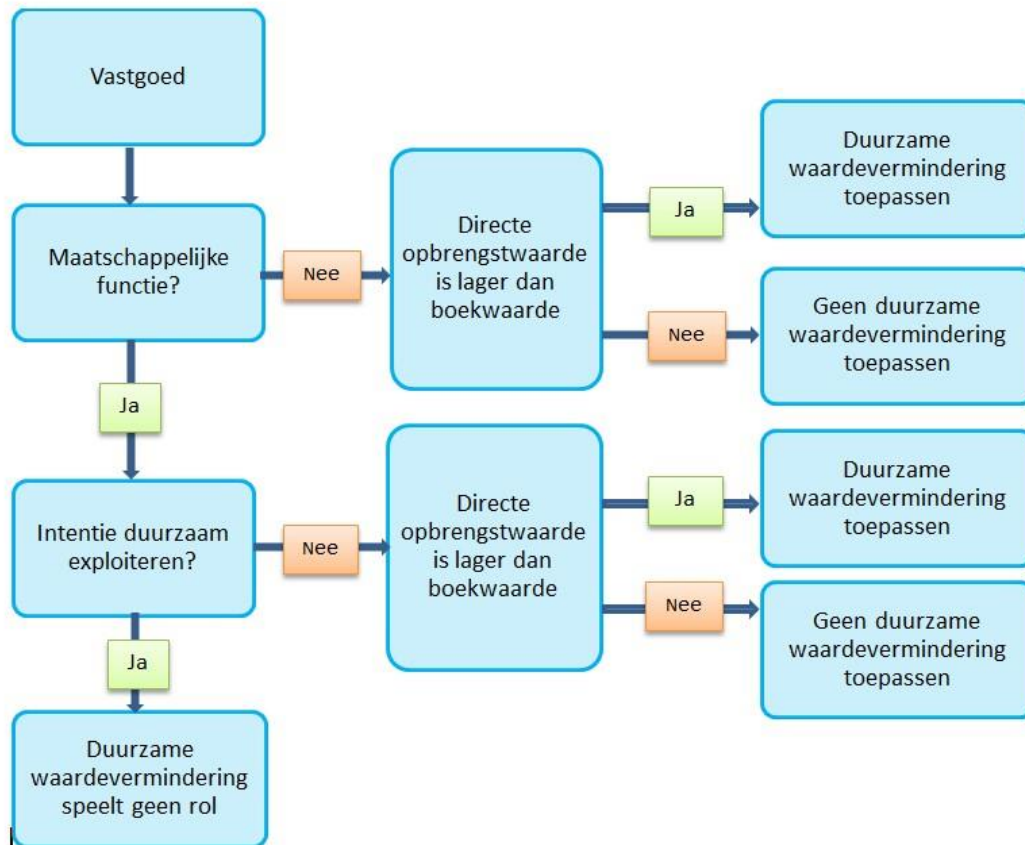 Vastgoed
Maatschappelijke
functie?
Nee
Directe
opbrengstwaarde
is lager dan
boekwaarde
Ja
Duurzame
waardevermindering
toepassen
Nee
Geen duurzame
waardevermindering
toepassen
Ja
Intentie duurzaam
exploiteren?
Nee
Directe
opbrengstwaarde
is lager dan
boekwaarde
Ja
Duurzame
waardevermindering
toepassen
Nee
Geen duurzame
waardevermindering
toepassen
Ja
Duurzame
waardevermindering
speelt geen rol